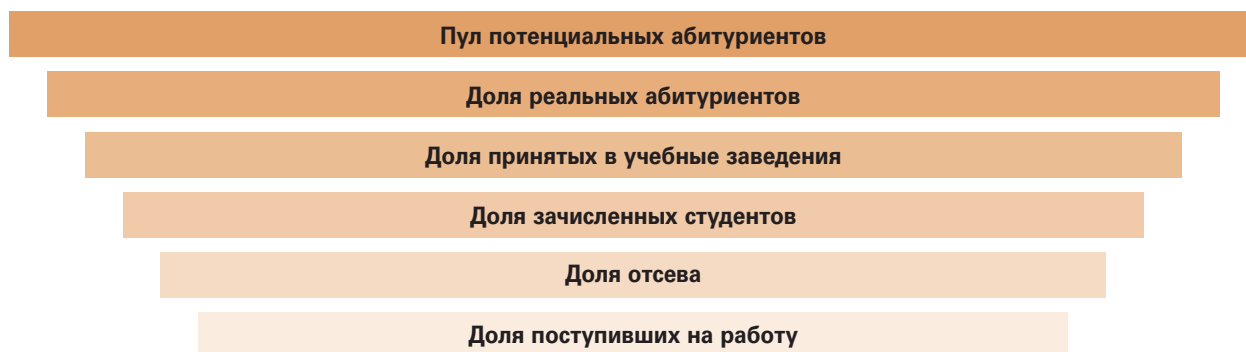 Пул потенциальных абитуриентов
Доля реальных абитуриентов
Доля принятых в учебные заведения
Доля зачисленных студентов
Доля отсева
Доля поступивших на работу